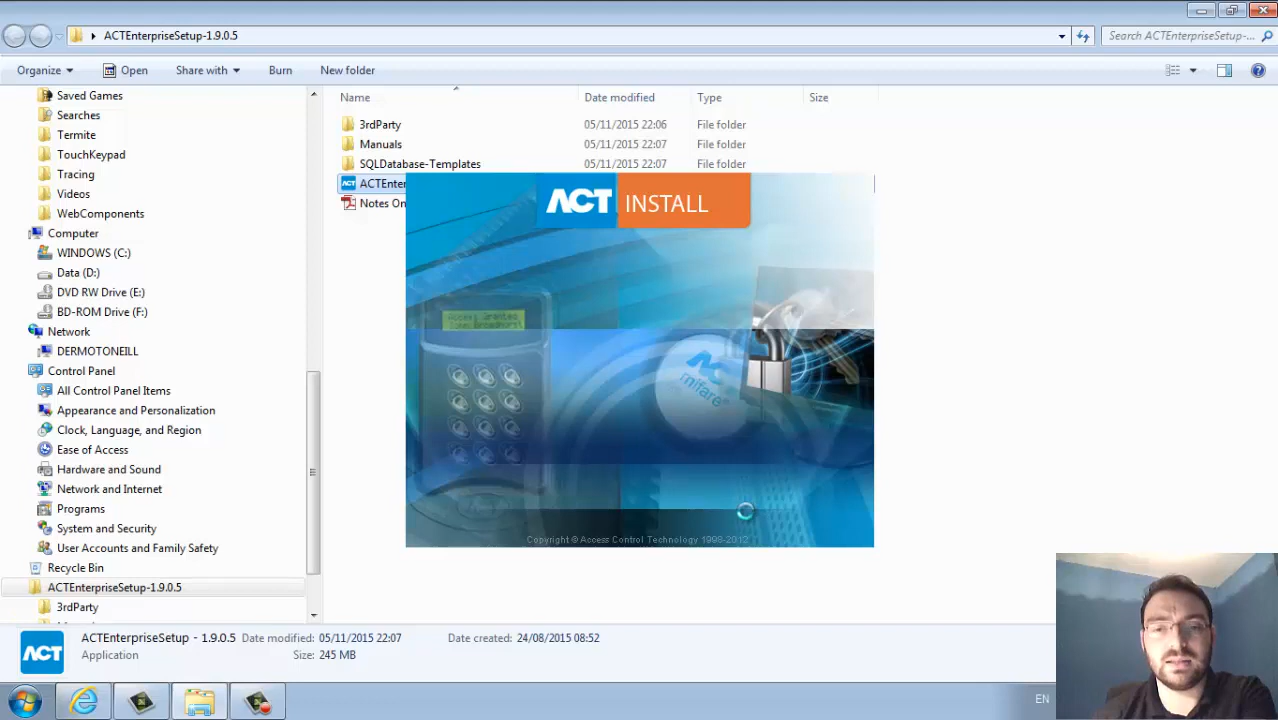 ACTEnterpriseSetup-1.9.0.5
Search ACTEnterpriseSetup-...
Organize Open Share with Burn New folder
Name Date modified Type Size
Saved Games
Searches
Termite
TouchKeypad
Tracing
Videos
WebComponents
Computer
WINDOWS (C:)
Data (D:)
DVD RW Drive (E:)
BD-ROM Drive (F:)
Network
DERMOTONEILL
Control Panel
All Control Panel Items
Appearance and Personalization
Clock, Language, and Region
Ease of Access
Hardware and Sound
Network and Internet
Programs
System and Security
User Accounts and Family Safety
Recycle Bin
ACTEnterpriseSetup-1.9.0.5
3rdParty
3rdParty 05/11/2015 22:06 File folder
Manuals 05/11/2015 22:07 File folder
SQLDatabase-Templates 05/11/2015 22:07 File folder
ACTEnter
Notes On
ACT INSTALL
Access Granted
ACT
mifare
Copyright © Access Control Technology 1998-2012
ACT
ACTEnterpriseSetup - 1.9.0.5 Date modified: 05/11/2015 22:07 Date created: 24/08/2015 08:52
Application Size: 245 MB
EN